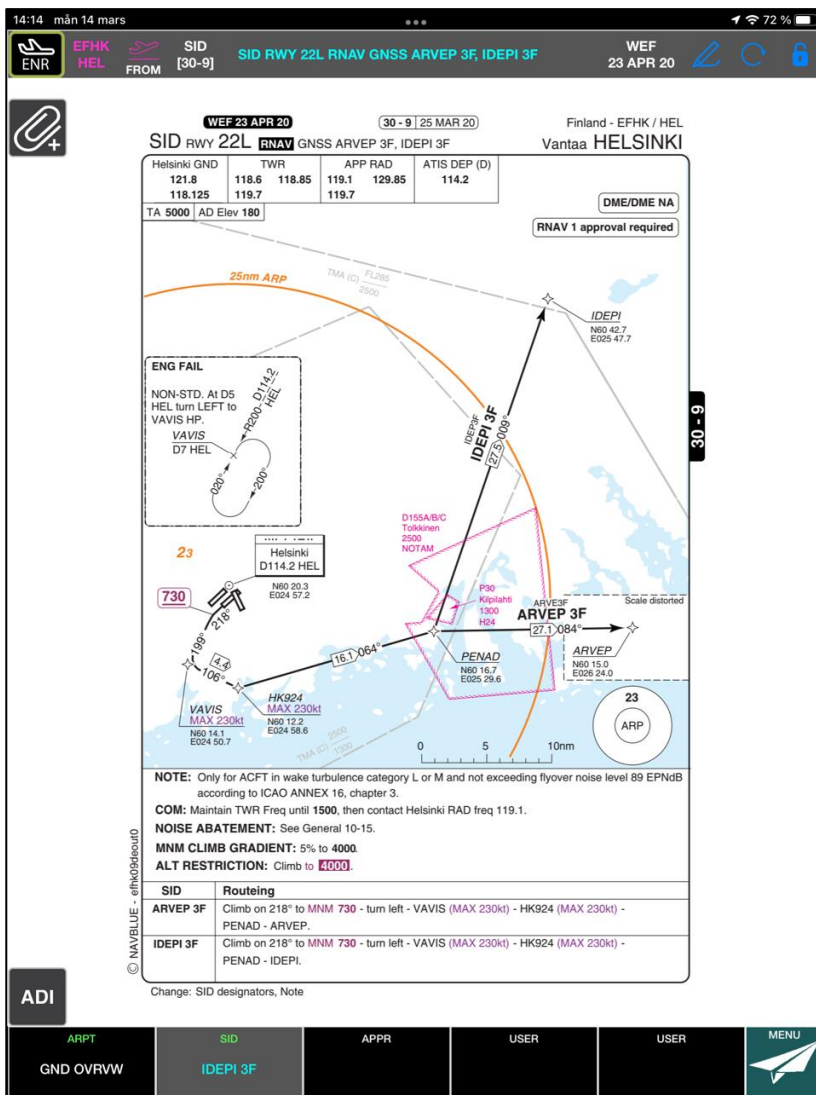 14:14 mån 14 mars
72 %
ENR
EFHK
HEL
FROM
SID
[30-9]
SID RWY 22L RNAV GNSS ARVEP 3F, IDEPI 3F
WEF
23 APR 20
WEF 23 APR 20
30 - 9 25 MAR 20
Finland - EFHK / HEL
SID RWY 22L RNAV GNSS ARVEP 3F, IDEPI 3F
Vantaa HELSINKI
Helsinki GND TWR APP RAD ATIS DEP (D)
121.8 118.6 118.85 119.1 129.85 114.2
118.125 119.7 119.7
TA 5000 AD Elev 180
DME/DME NA
RNAV 1 approval required
25nm ARP
TMA (C) FL285
2500
IDEPI
N60 42.7
E025 47.7
ENG FAIL
NON-STD. At D5
HEL turn LEFT to
VAVIS HP.
VAVIS
D7 HEL
R200- D114.2
HEL
020°
200°
IDEP3F
IDEPI 3F
27.5 009°
30 - 9
D155A/B/C
Tolkkinen
2500
NOTAM
23
Helsinki
D114.2 HEL
N60 20.3
E024 57.2
730
218°
199°
P30
Kilpilahti
1300
H24
ARVE3F
ARVEP 3F
27.1 084°
Scale distorted
ARVEP
N60 15.0
E026 24.0
PENAD
N60 16.7
E025 29.6
16.1 064°
4.4
106°
VAVIS
MAX 230kt
N60 14.1
E024 50.7
HK924
MAX 230kt
N60 12.2
E024 58.6
TMA (C) 2500
1300
0 5 10nm
23
ARP
NOTE: Only for ACFT in wake turbulence category L or M and not exceeding flyover noise level 89 EPNdB
according to ICAO ANNEX 16, chapter 3.
COM: Maintain TWR Freq until 1500, then contact Helsinki RAD freq 119.1.
NOISE ABATEMENT: See General 10-15.
MNM CLIMB GRADIENT: 5% to 4000.
ALT RESTRICTION: Climb to 4000.
SID Routeing
ARVEP 3F Climb on 218° to MNM 730 - turn left - VAVIS (MAX 230kt) - HK924 (MAX 230kt) -
PENAD - ARVEP.
IDEPI 3F Climb on 218° to MNM 730 - turn left - VAVIS (MAX 230kt) - HK924 (MAX 230kt) -
PENAD - IDEPI.
© NAVBLUE - efhk09deout0
Change: SID designators, Note
ADI
ARPT
GND OVRVW
SID
IDEPI 3F
APPR
USER
USER
MENU